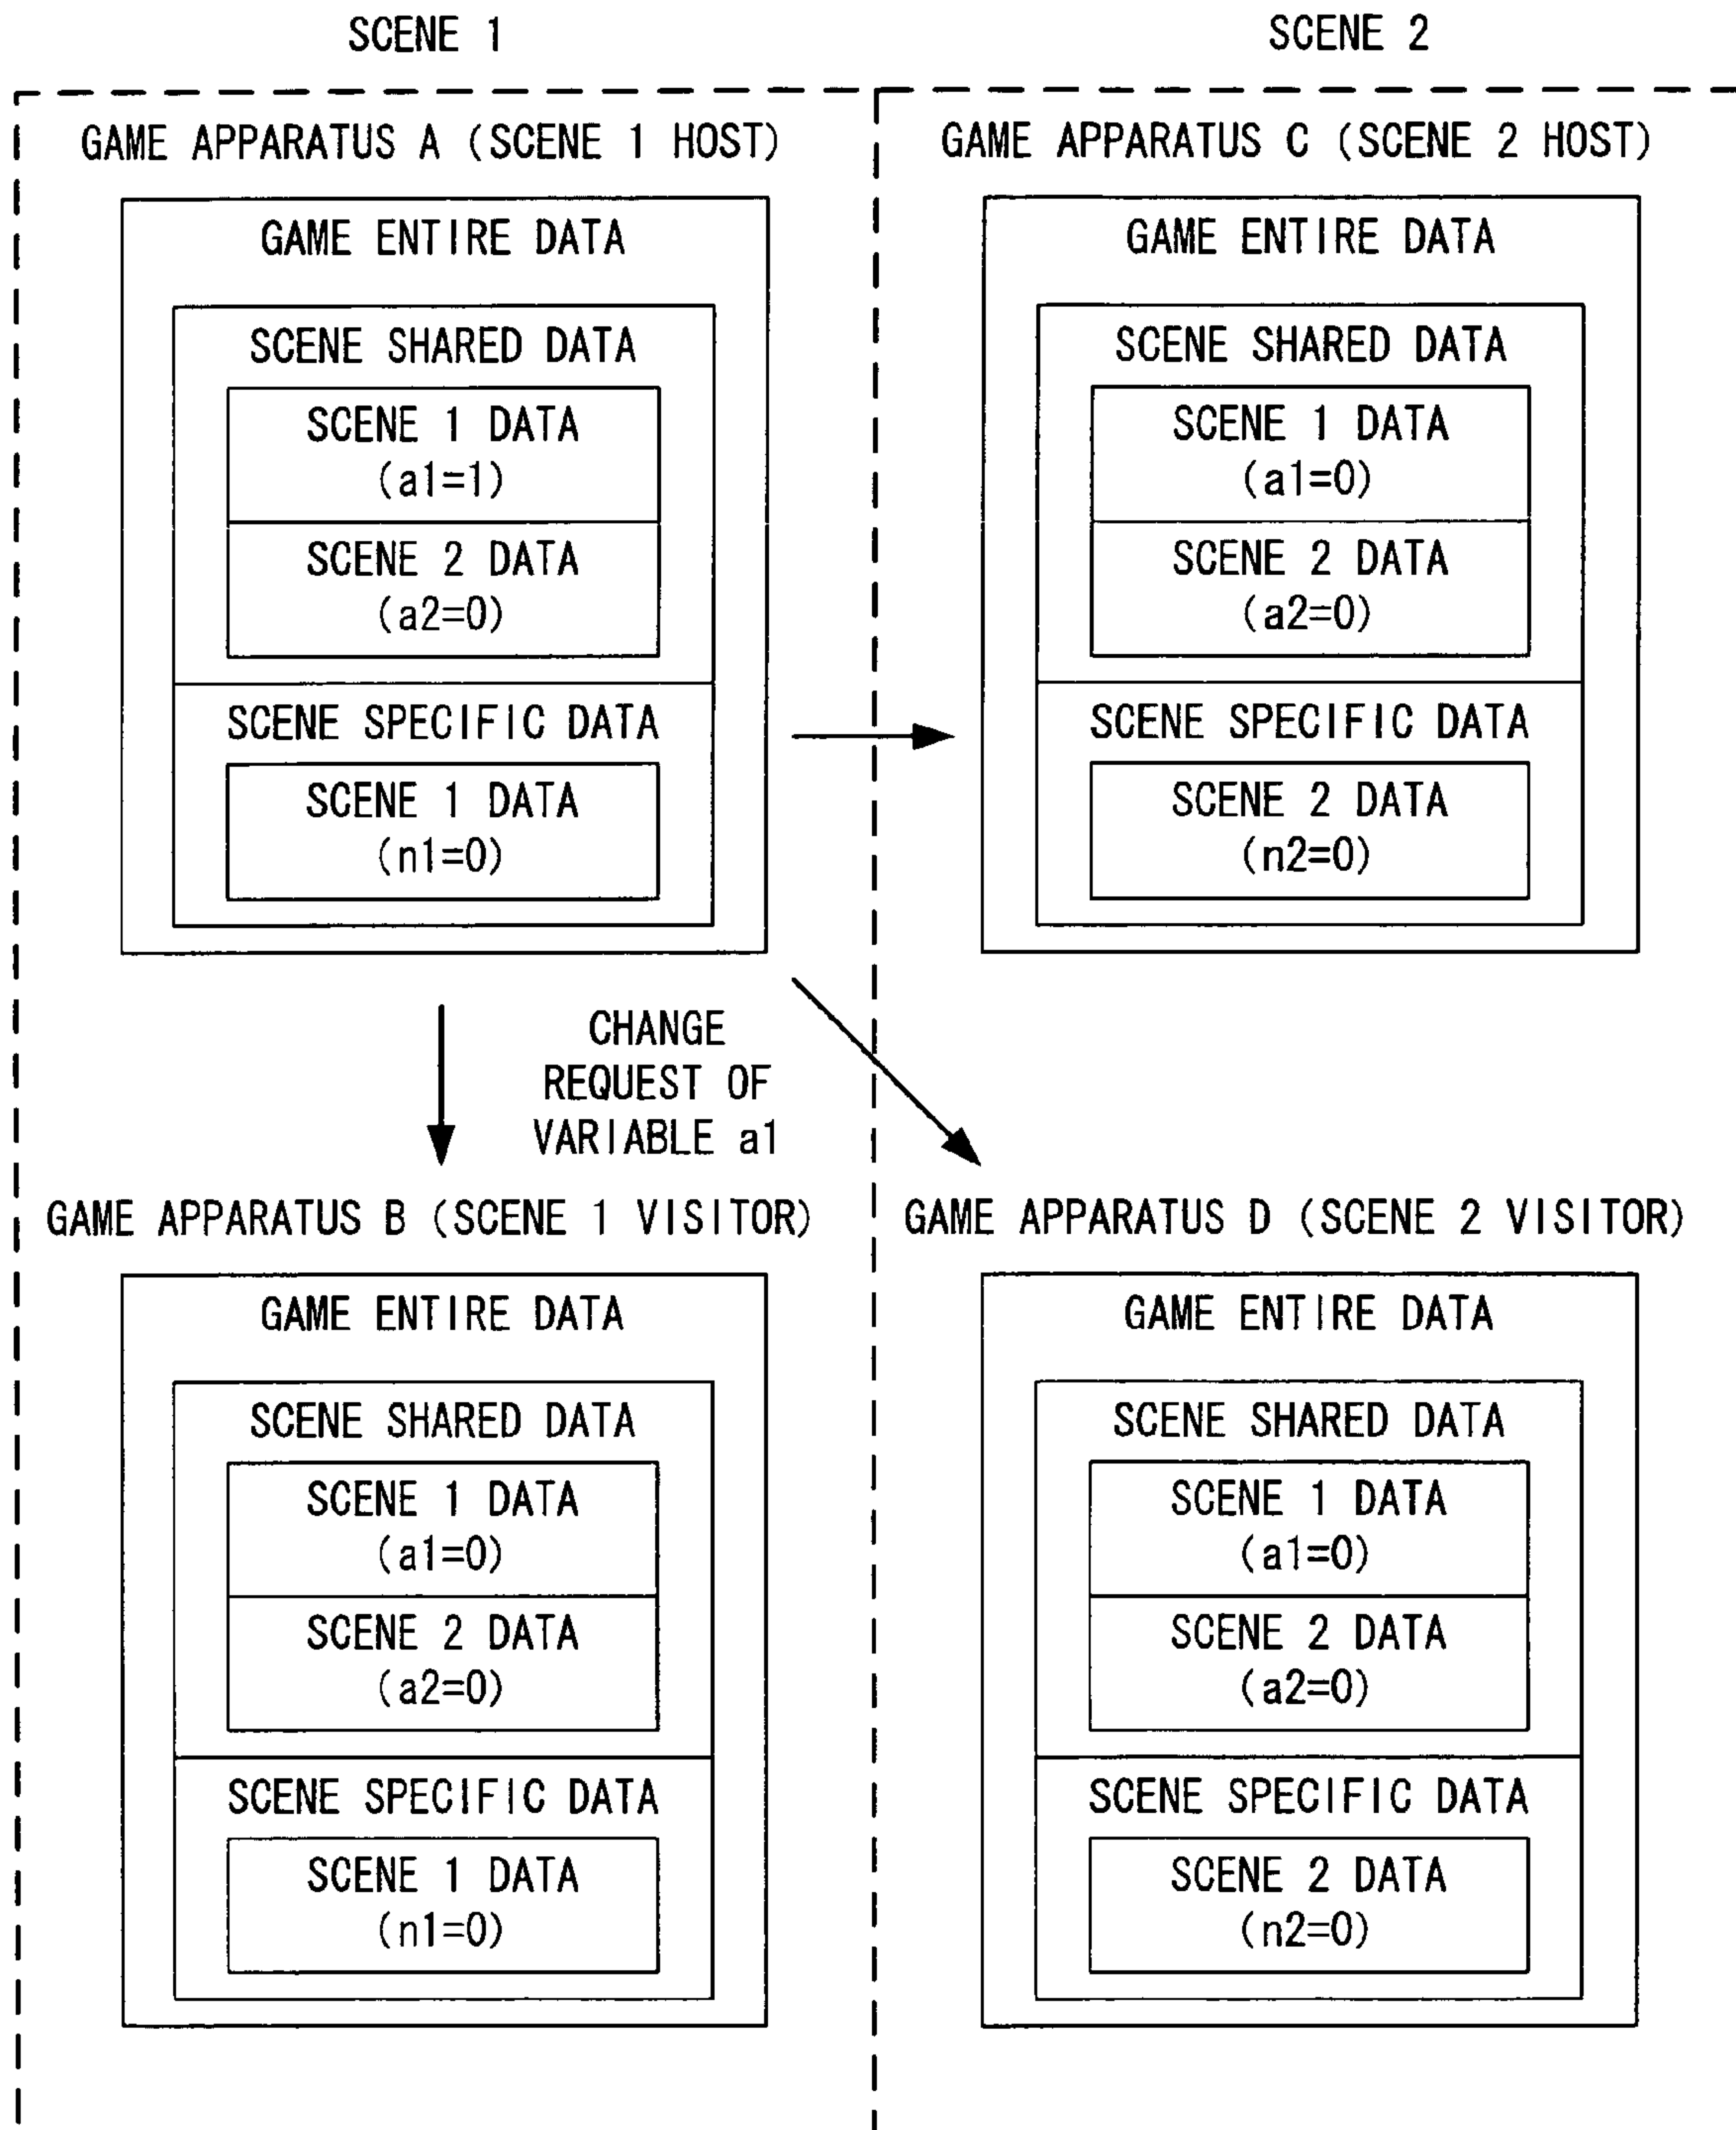 SCENE 1
SCENE 2
GAME APPARATUS A (SCENE 1 HOST)
GAME ENTIRE DATA
SCENE SHARED DATA
SCENE 1 DATA
(a1=1)
SCENE 2 DATA
(a2=0)
SCENE SPECIFIC DATA
SCENE 1 DATA
(n1=0)
GAME APPARATUS C (SCENE 2 HOST)
GAME ENTIRE DATA
SCENE SHARED DATA
SCENE 1 DATA
(a1=0)
SCENE 2 DATA
(a2=0)
SCENE SPECIFIC DATA
SCENE 2 DATA
(n2=0)
CHANGE
REQUEST OF
VARIABLE a1
GAME APPARATUS B (SCENE 1 VISITOR)
GAME ENTIRE DATA
SCENE SHARED DATA
SCENE 1 DATA
(a1=0)
SCENE 2 DATA
(a2=0)
SCENE SPECIFIC DATA
SCENE 1 DATA
(n1=0)
GAME APPARATUS D (SCENE 2 VISITOR)
GAME ENTIRE DATA
SCENE SHARED DATA
SCENE 1 DATA
(a1=0)
SCENE 2 DATA
(a2=0)
SCENE SPECIFIC DATA
SCENE 2 DATA
(n2=0)